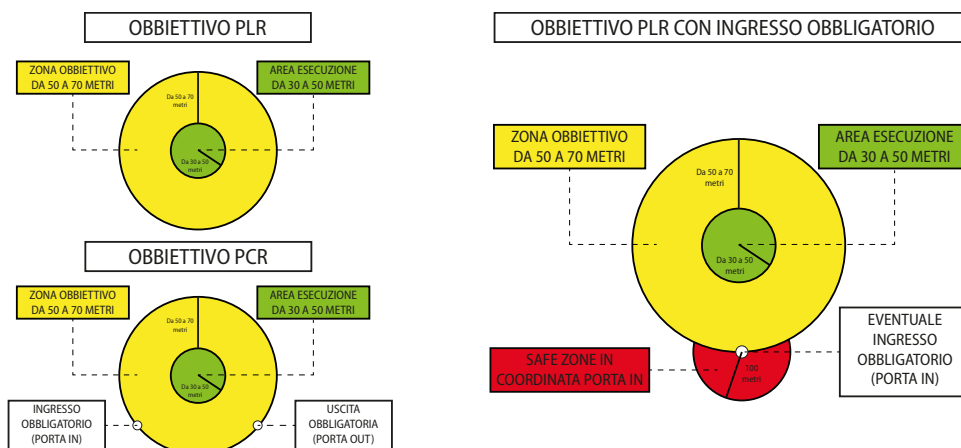 OBBIETTIVO PLR
ZONA OBBIETTIVO
DA 50 A 70 METRI
AREA ESECUZIONE
DA 30 A 50 METRI
Da 50 a 70
metri
Da 30 a 50
metri
OBBIETTIVO PCR
ZONA OBBIETTIVO
DA 50 A 70 METRI
AREA ESECUZIONE
DA 30 A 50 METRI
Da 50 a 70
metri
Da 30 a 50
metri
INGRESSO
OBBLIGATORIO
(PORTA IN)
USCITA
OBBLIGATORIA
(PORTA OUT)
OBBIETTIVO PLR CON INGRESSO OBBLIGATORIO
ZONA OBBIETTIVO
DA 50 A 70 METRI
AREA ESECUZIONE
DA 30 A 50 METRI
Da 50 a 70
metri
Da 30 a 50
metri
SAFE ZONE IN
COORDINATA PORTA IN
100
metri
EVENTUALE
INGRESSO
OBBLIGATORIO
(PORTA IN)